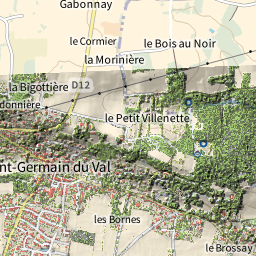 Gabonnay
le Cormier
le Bois au Noir
la Morinière
la Bigottière
D12
donnière
le Petit Villenette
nt-Germain du Val
les Bornes
le Brossay